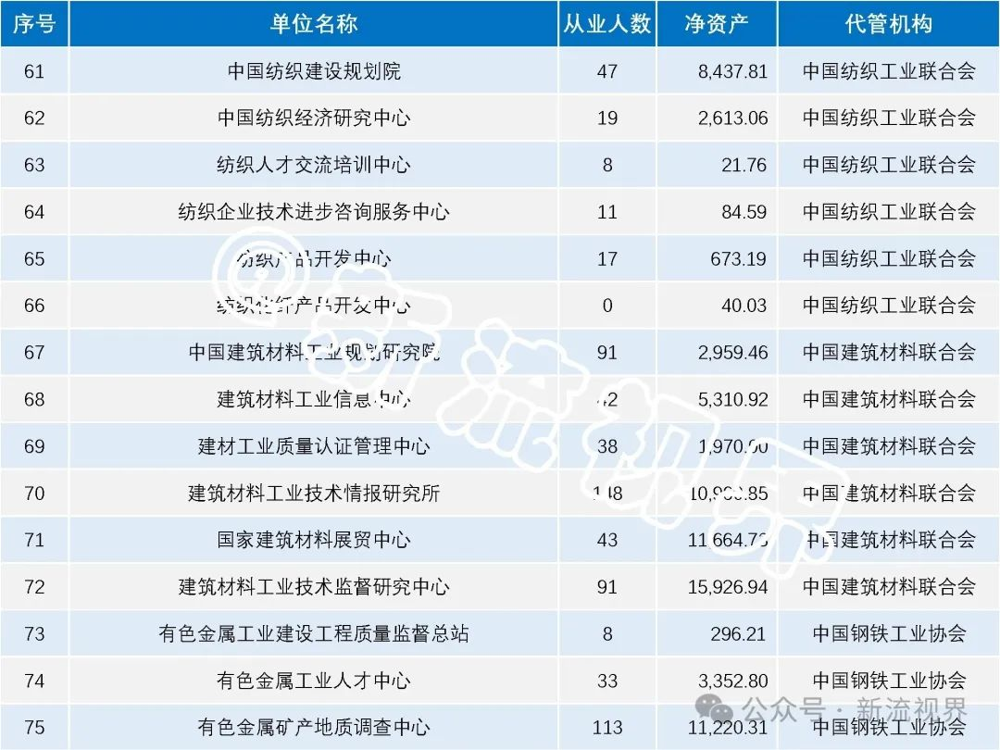 序号 单位名称 从业人数 净资产 代管机构
61 中国纺织建设规划院 47 8,437.81 中国纺织工业联合会
62 中国纺织经济研究中心 19 2,613.06 中国纺织工业联合会
63 纺织人才交流培训中心 8 21.76 中国纺织工业联合会
64 纺织企业技术进步咨询服务中心 11 84.59 中国纺织工业联合会
65 纺织产品开发中心 17 673.19 中国纺织工业联合会
66 纺织化纤产品开发中心 0 40.03 中国纺织工业联合会
67 中国建筑材料工业规划研究院 91 2,959.46 中国建筑材料联合会
68 建筑材料工业信息中心 42 5,310.92 中国建筑材料联合会
69 建材工业质量认证管理中心 38 中国建筑材料联合会
70 建筑材料工业技术情报研究所 148 中国建筑材料联合会
71 国家建筑材料展贸中心 43 中国建筑材料联合会
72 建筑材料工业技术监督研究中心 91 15,926.94 中国建筑材料联合会
73 有色金属工业建设工程质量监督总站 8 296.21 中国钢铁工业协会
74 有色金属工业人才中心 33 3,352.80 中国钢铁工业协会
75 有色金属矿产地质调查中心 113 11,220.31 中国钢铁工业协会
@新流视界
公众号·新流视界